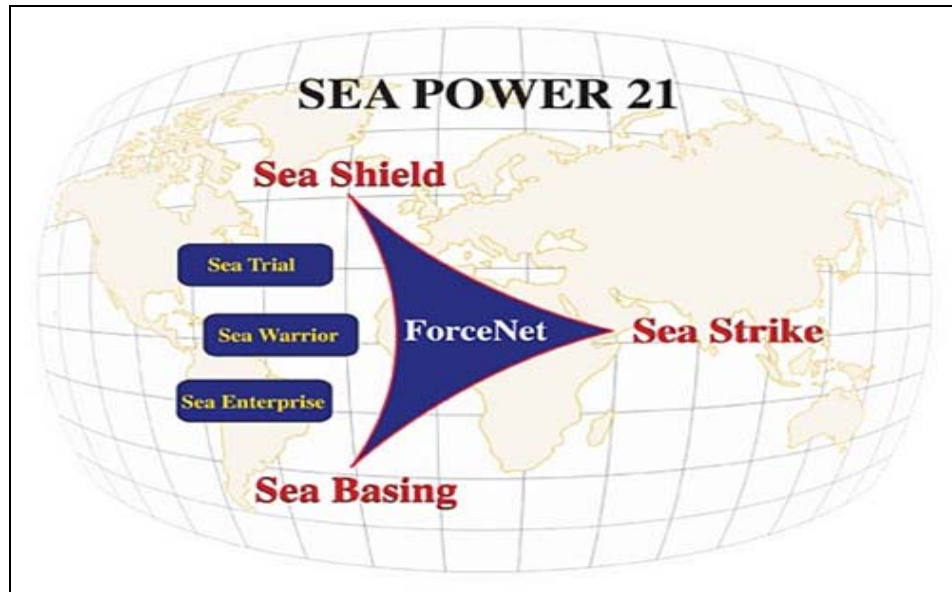 SEA POWER 21
Sea Shield
Sea Trial
Sea Warrior
ForceNet
Sea Strike
Sea Enterprise
Sea Basing